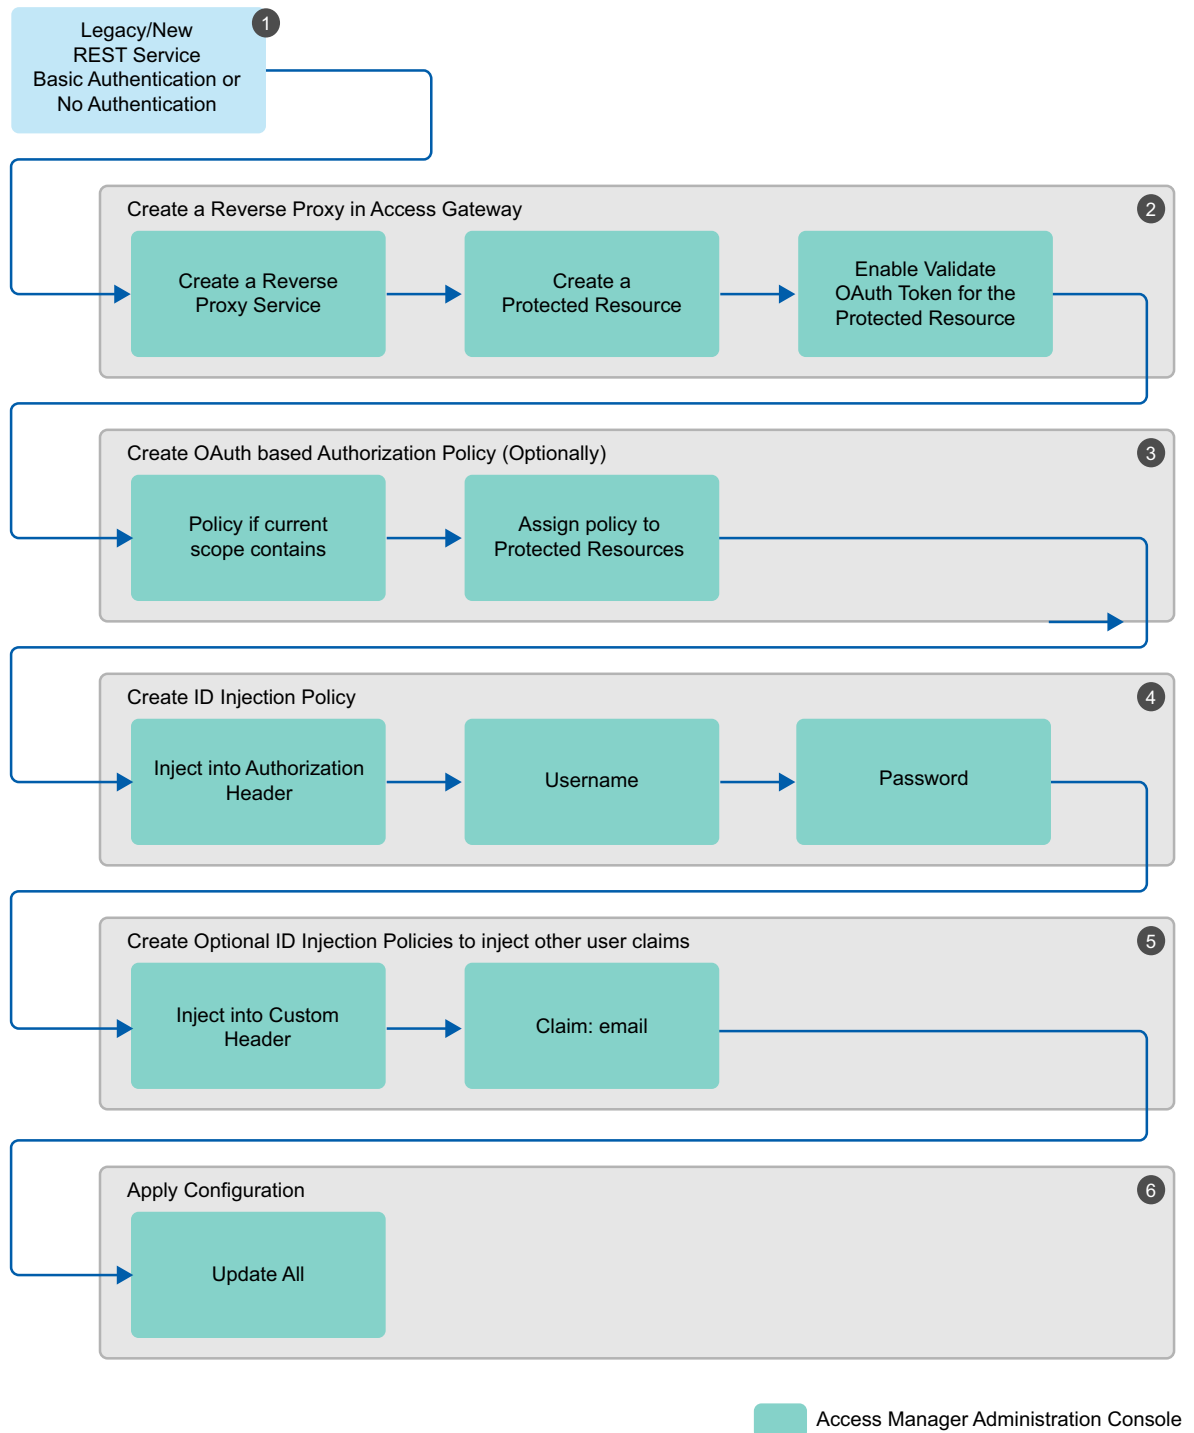 1
Legacy/New
REST Service
Basic Authentication or
No Authentication
Create a Reverse Proxy in Access Gateway
2
Create a Reverse
Proxy Service
Create a
Protected Resource
Enable Validate
OAuth Token for the
Protected Resource
Create OAuth based Authorization Policy (Optionally)
3
Policy if current
scope contains
Assign policy to
Protected Resources
Create ID Injection Policy
4
Inject into Authorization
Header
Username
Password
Create Optional ID Injection Policies to inject other user claims
5
Inject into Custom
Header
Claim: email
Apply Configuration
6
Update All
Access Manager Administration Console